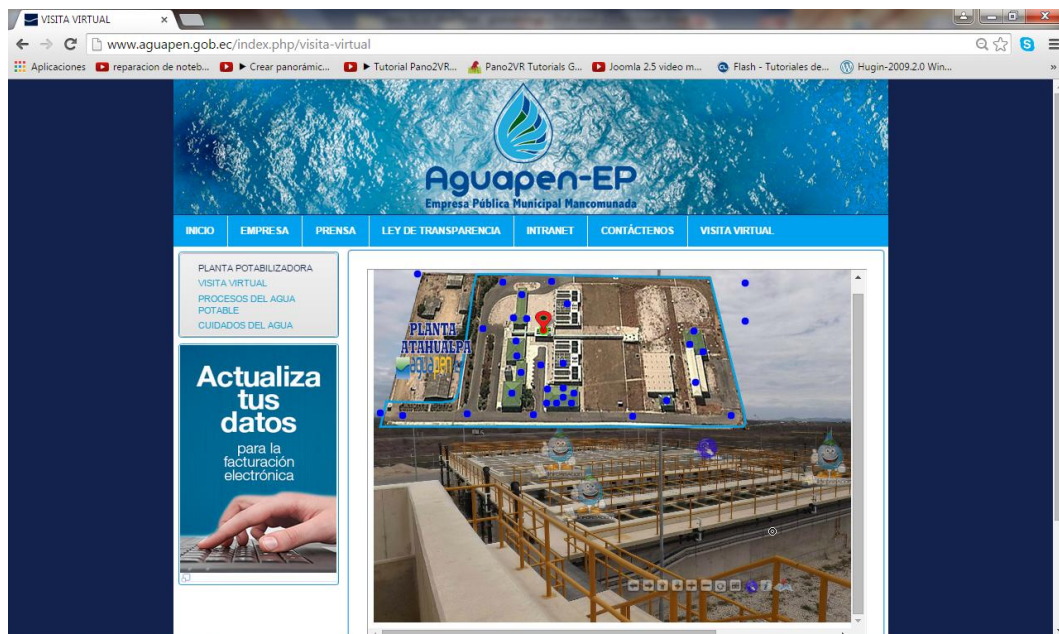 VISITA VIRTUAL
www.aguapen.gob.ec/index.php/visita-virtual
Aplicaciones
reparacion de noteb...
Crear panorámic...
Tutorial Pano2VR...
Pano2VR Tutorials G...
Joomla 2.5 video m...
Flash - Tutoriales de...
Hugin-2009.2.0 Win...
»
Aguapen-EP
Empresa Pública Municipal Mancomunada
INICIO
EMPRESA
PRENSA
LEY DE TRANSPARENCIA
INTRANET
CONTÁCTENOS
VISITA VIRTUAL
PLANTA POTABILIZADORA
VISITA VIRTUAL
PROCESOS DEL AGUA
POTABLE
CUIDADOS DEL AGUA
PLANTA
ATAHUALPA
aguapen
Actualiza
tus
datos
para la
facturación
electrónica